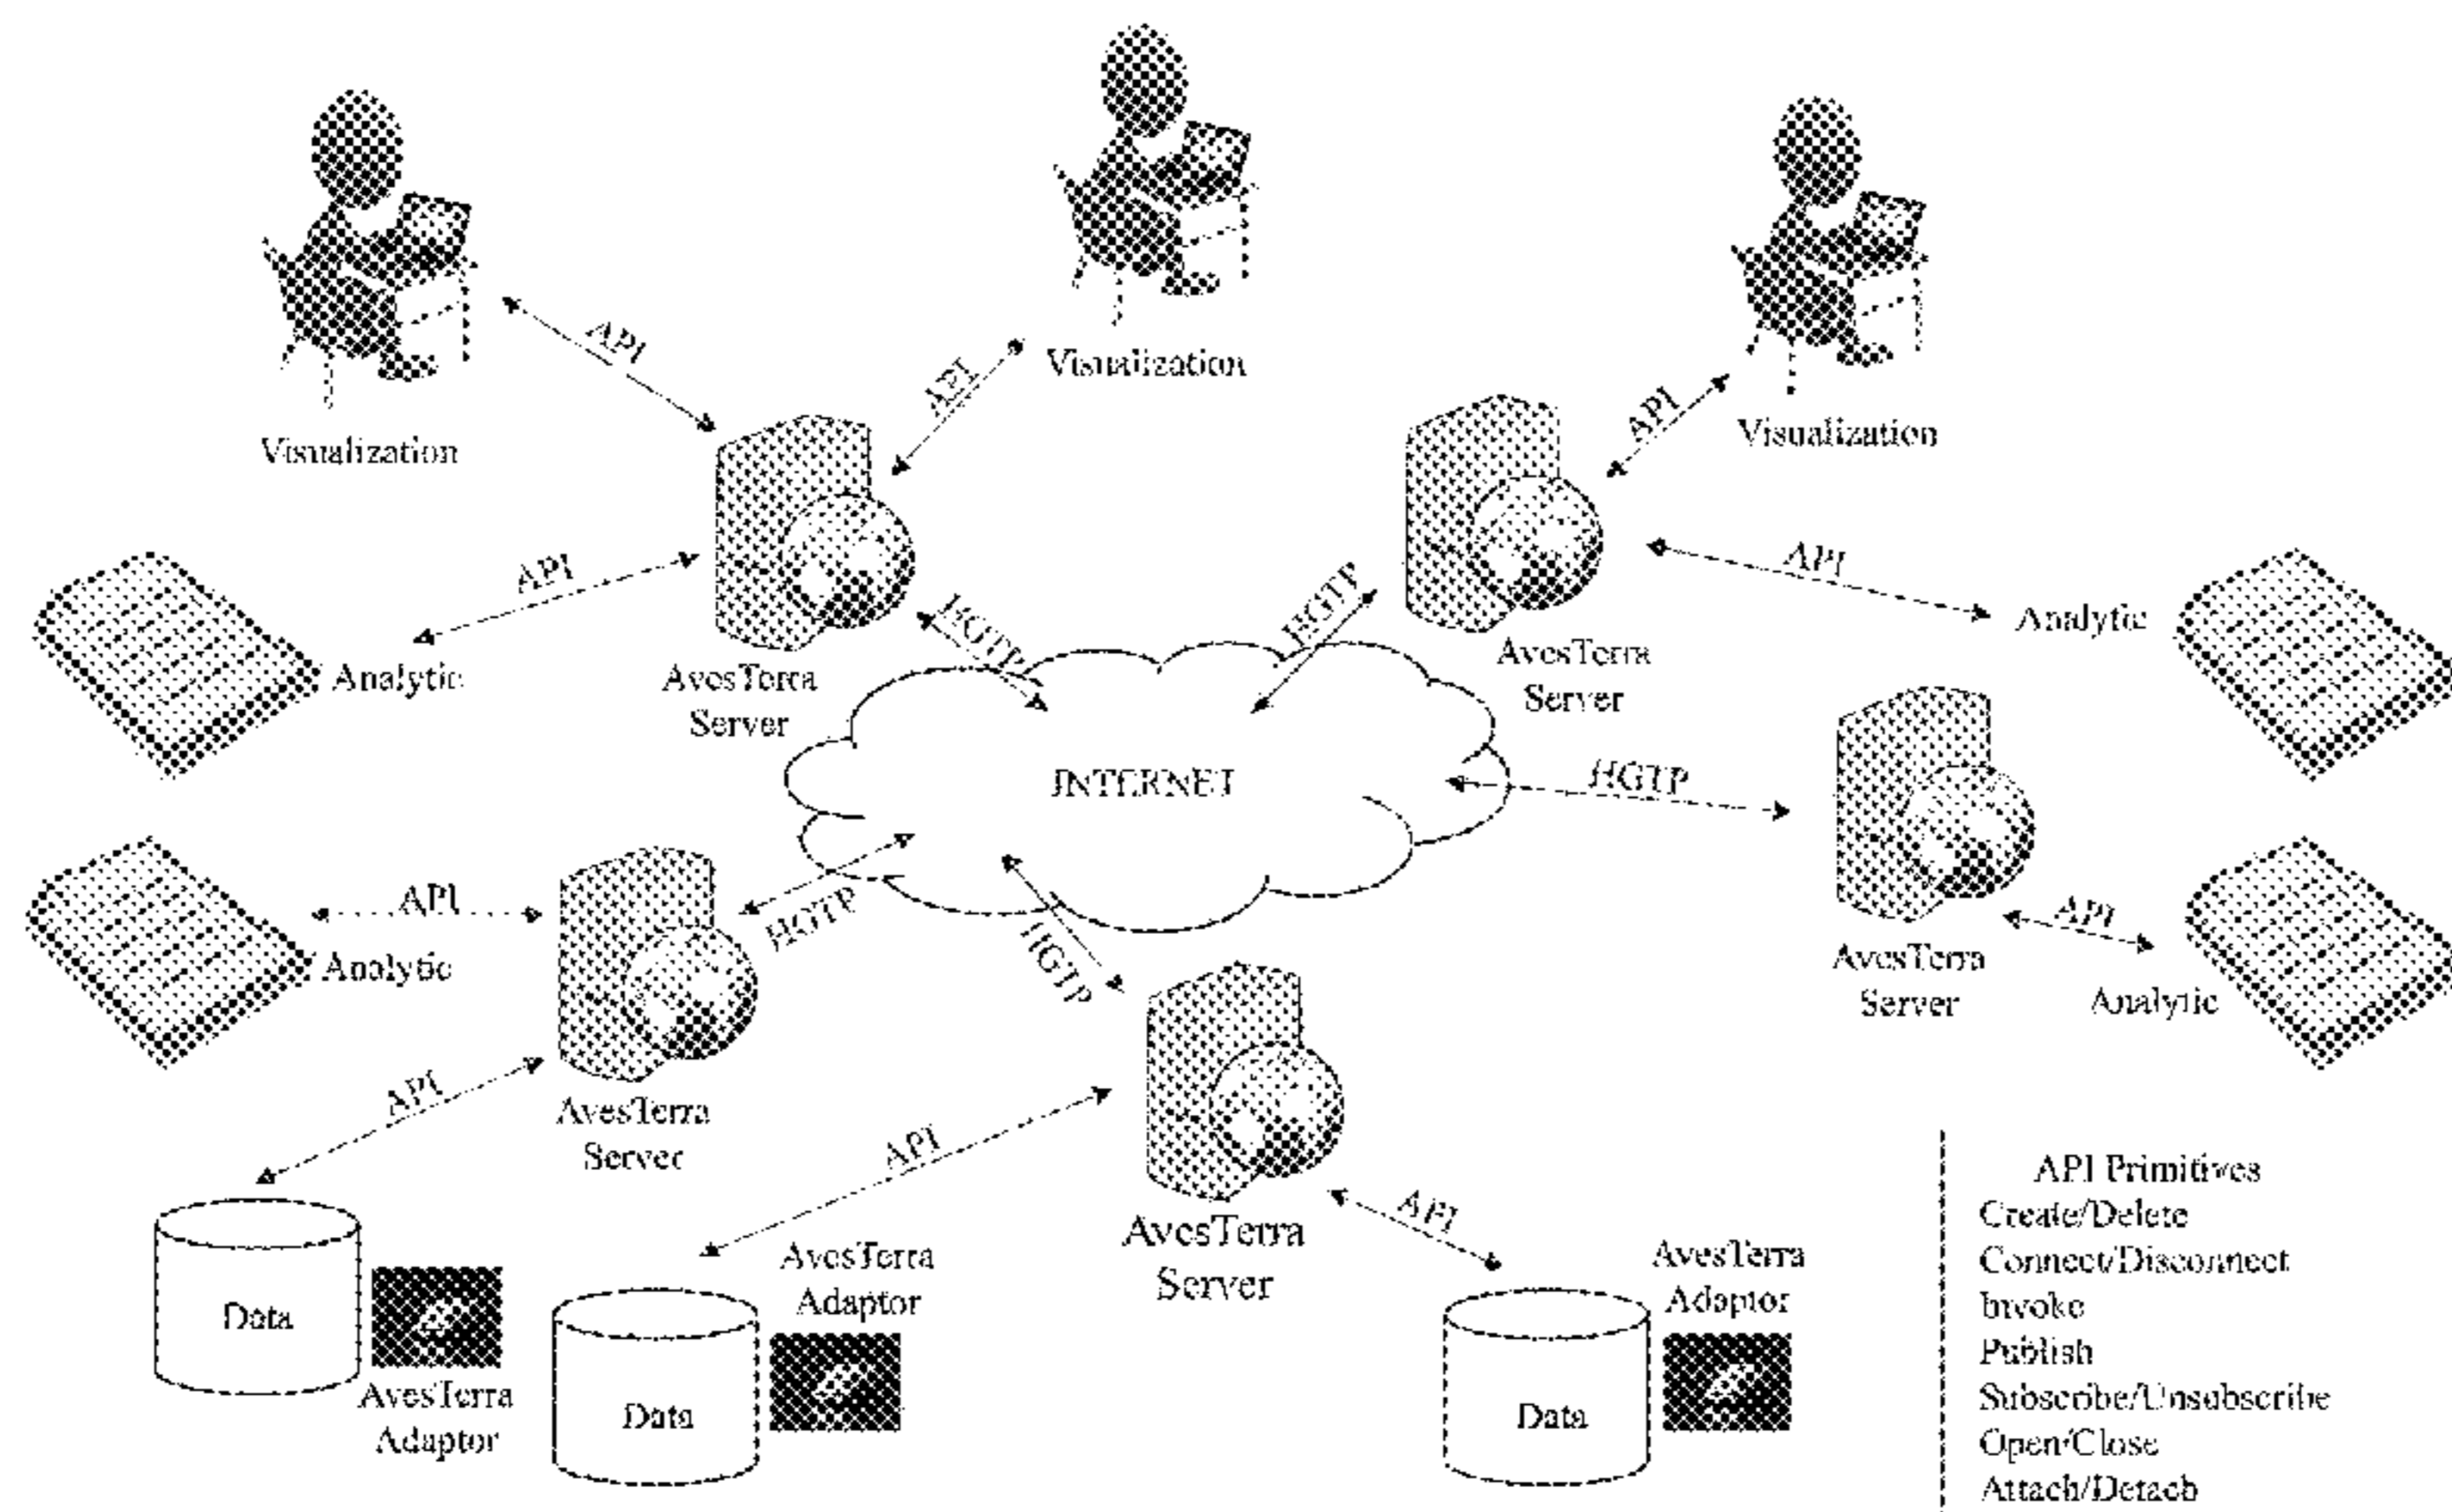 API
Visualization
API
Visualization
API
Visualization
API
Analytic
AvesTerra
Server
HGTP
HGTP
AvesTerra
Server
API
Analytic
INTERNET
HGTP
AvesTerra
Server
API
Analytic
API
Analytic
HGTP
AvesTerra
Server
HGTP
API
API
AvesTerra
Server
API
Data
AvesTerra
Adaptor
AvesTerra
Adaptor
Data
AvesTerra
Adaptor
Data
API Primitives
Create/Delete
Connect/Disconnect
Invoke
Publish
Subscribe/Unsubscribe
Open/Close
Attach/Detach